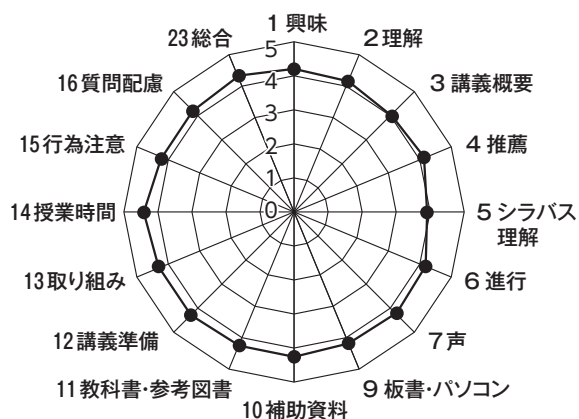 1 興味
2 理解
3 講義概要
4 推薦
5 シラバス
理解
6 進行
7 声
9 板書・パソコン
10 補助資料
11 教科書・参考図書
12 講義準備
13 取り組み
14 授業時間
15 行為注意
16 質問配慮
23 総合
5
4
3
2
1
0